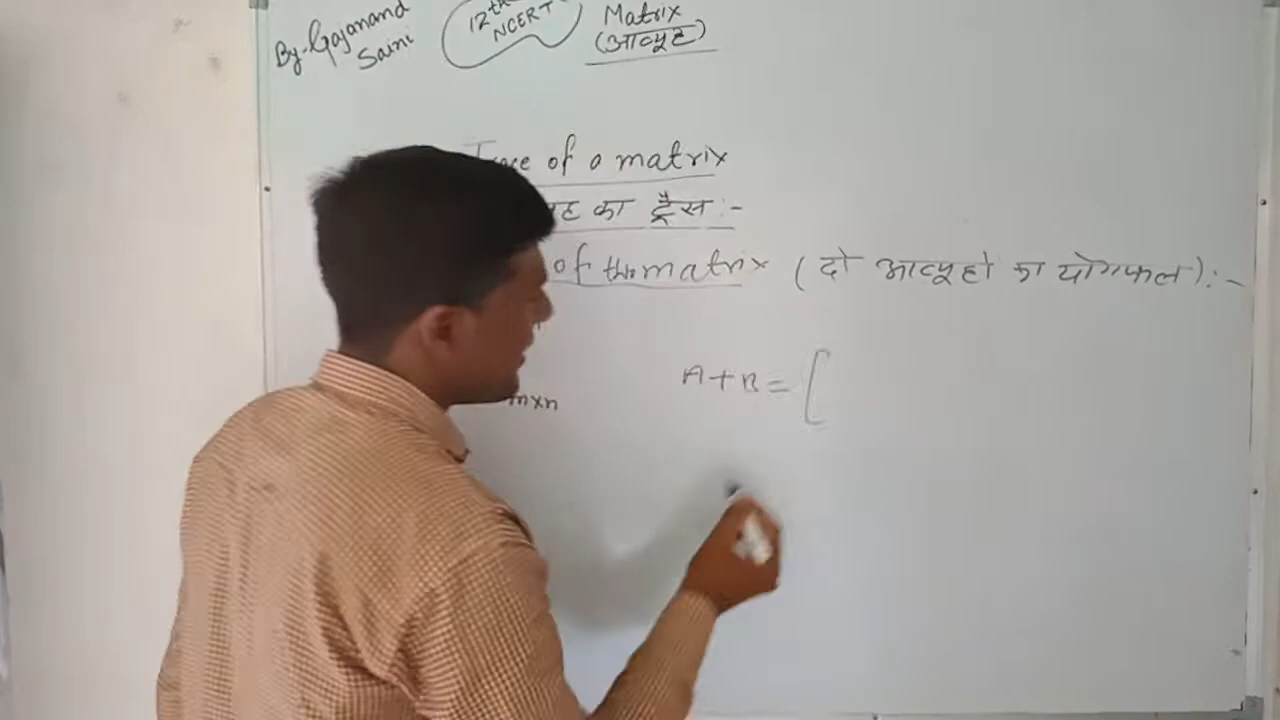 By-Gajanand
Saini
12th
NCERT
Matrix
(आव्यूह)
of a matrix
का ट्रैस :-
of the matrix (दो आव्यूहो का योगफल) :-
A+B = [
m×n